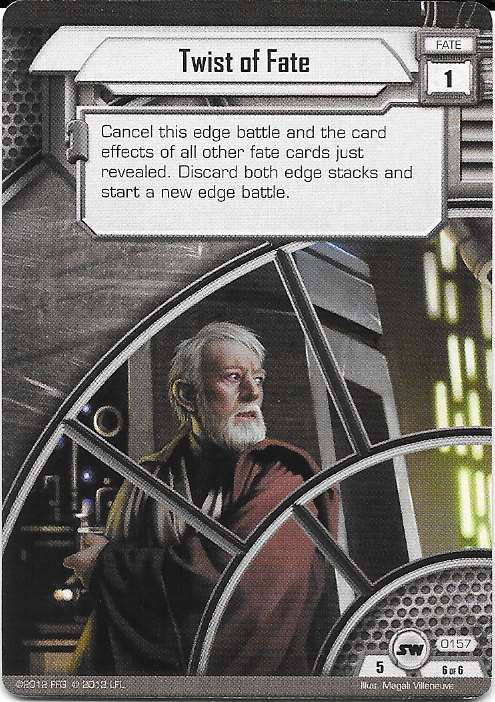 Twist of Fate
FATE
1
Cancel this edge battle and the card
effects of all other fate cards just
revealed. Discard both edge stacks and
start a new edge battle.
SW
0157
5
6 of 6
©2012 FFG © 2012 LFL
Illus. Magali Villeneuve